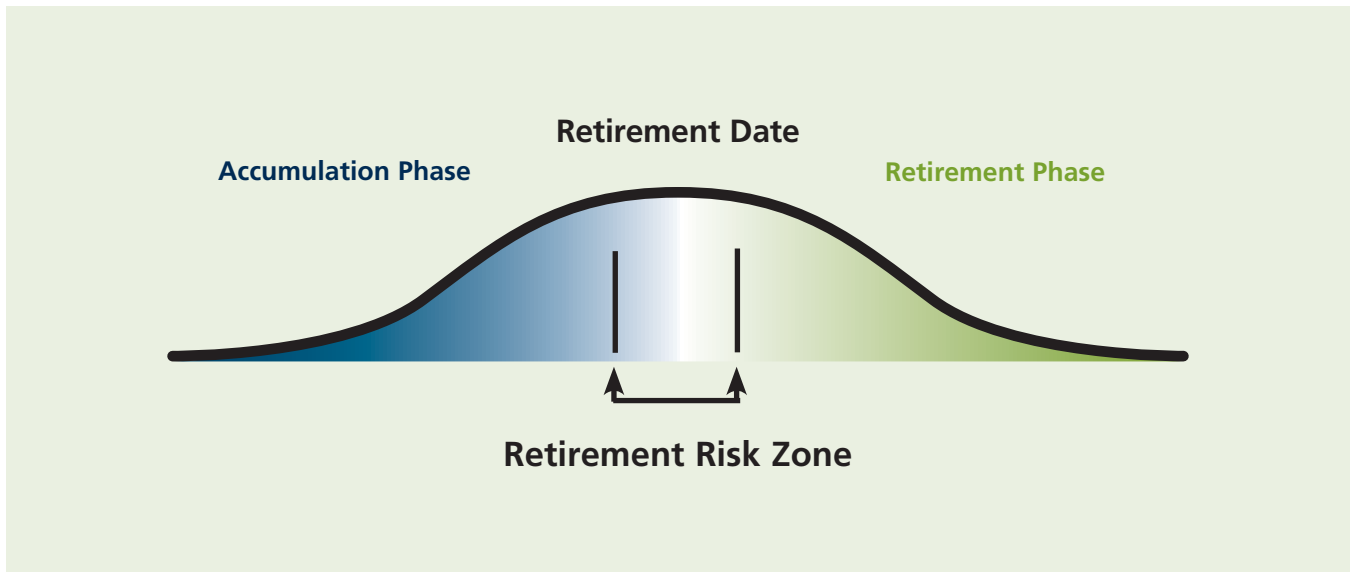 Retirement Date
Accumulation Phase
Retirement Phase
Retirement Risk Zone